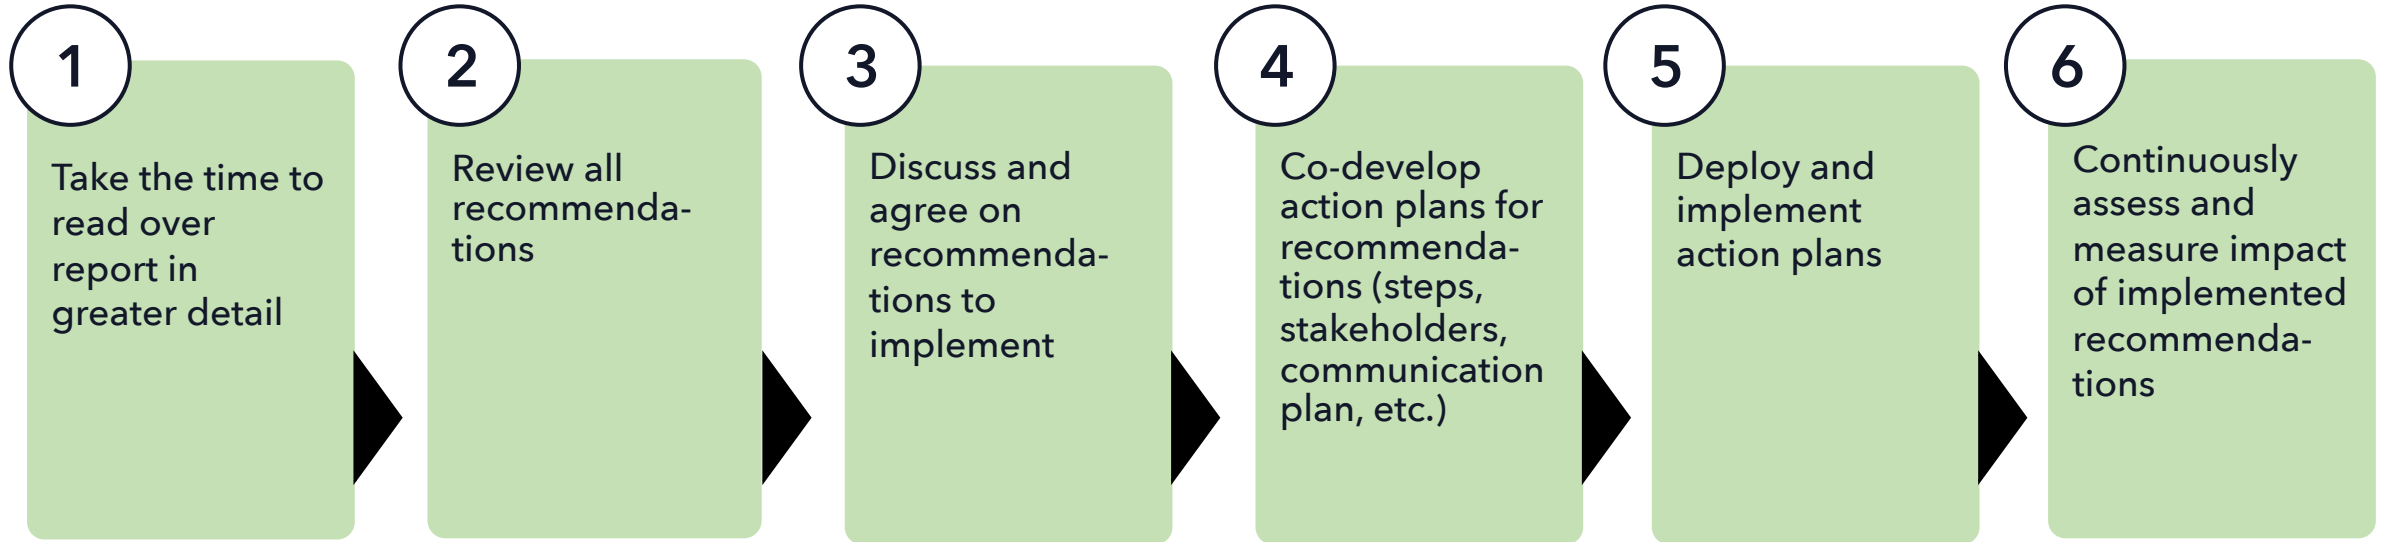 1
Take the time to
read over
report in
greater detail
2
Review all
recommenda-
tions
3
Discuss and
agree on
recommenda-
tions to
implement
4
Co-develop
action plans for
recommenda-
tions (steps,
stakeholders,
communication
plan, etc.)
5
Deploy and
implement
action plans
6
Continuously
assess and
measure impact
of implemented
recommenda-
tions